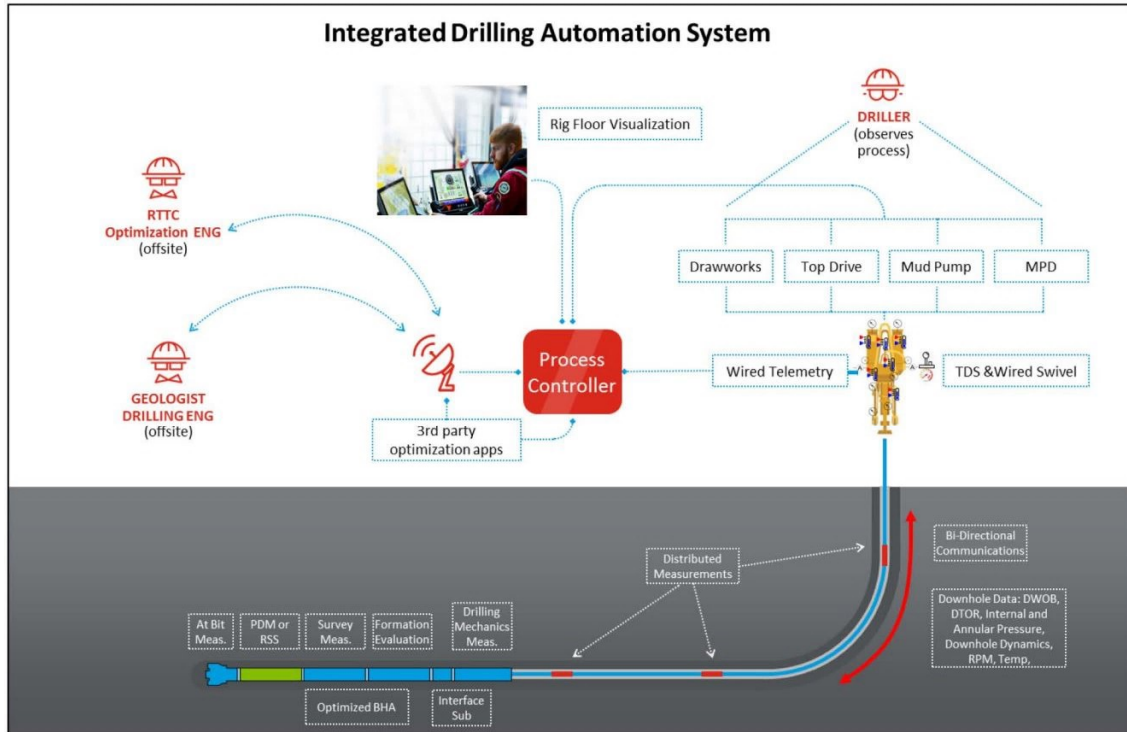 Integrated Drilling Automation System
Rig Floor Visualization
DRILLER
(observes
process)
RTTC
Optimization ENG
(offsite)
Drawworks
Top Drive
Mud Pump
MPD
GEOLOGIST
DRILLING ENG
(offsite)
Process
Controller
Wired Telemetry
TDS &Wired Swivel
3rd party
optimization apps
Bi-Directional
Communications
Distributed
Measurements
Downhole Data: DWOB,
DTOR, Internal and
Annular Pressure,
Downhole Dynamics,
RPM, Temp,
At Bit
Meas.
PDM or
RSS
Survey
Meas.
Formation
Evaluation
Drilling
Mechanics
Meas.
Optimized BHA
Interface
Sub